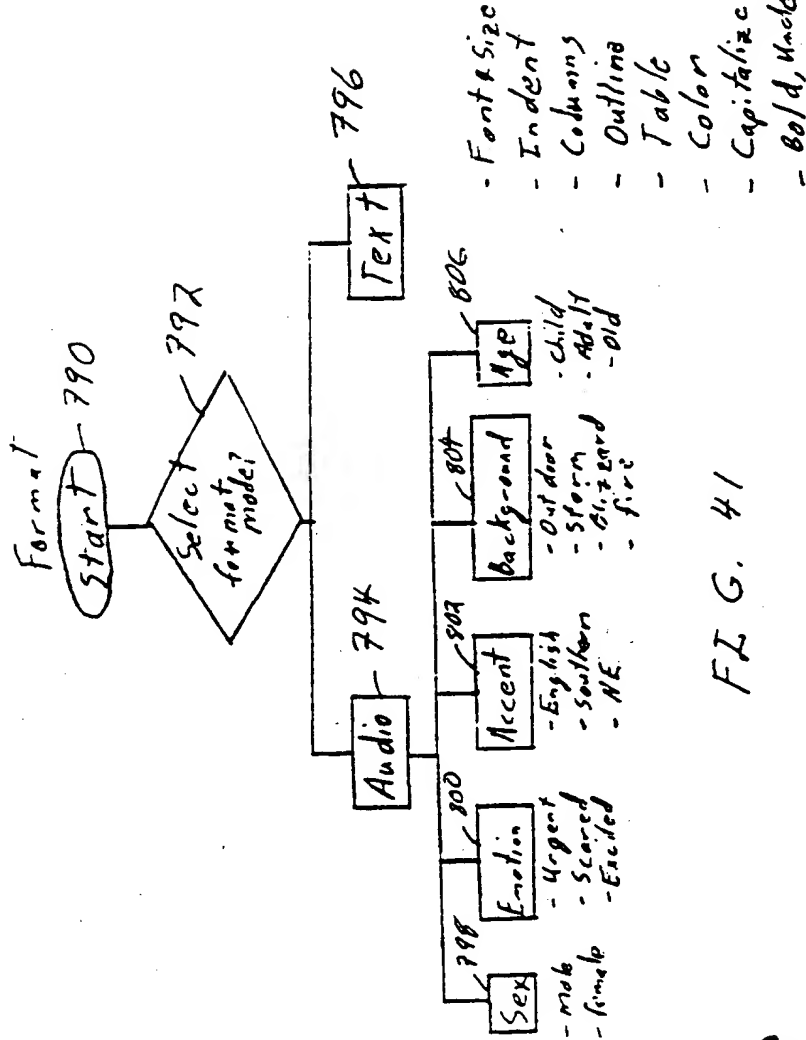 Format
Start
790
Select
format
mode?
792
Audio
794
Text
796
Sex
798
- male
- female
Emotion
800
- Urgent
- Scared
- Excited
Accent
802
- English
- Southern
- NE
Background
804
- Outdoor
- Storm
- Blizzard
- fire
Age
806
- Child
- Adult
- Old
- Font & Size
- Indent
- Columns
- Outline
- Table
- Color
- Capitalize
- Bold,
FIG. 41